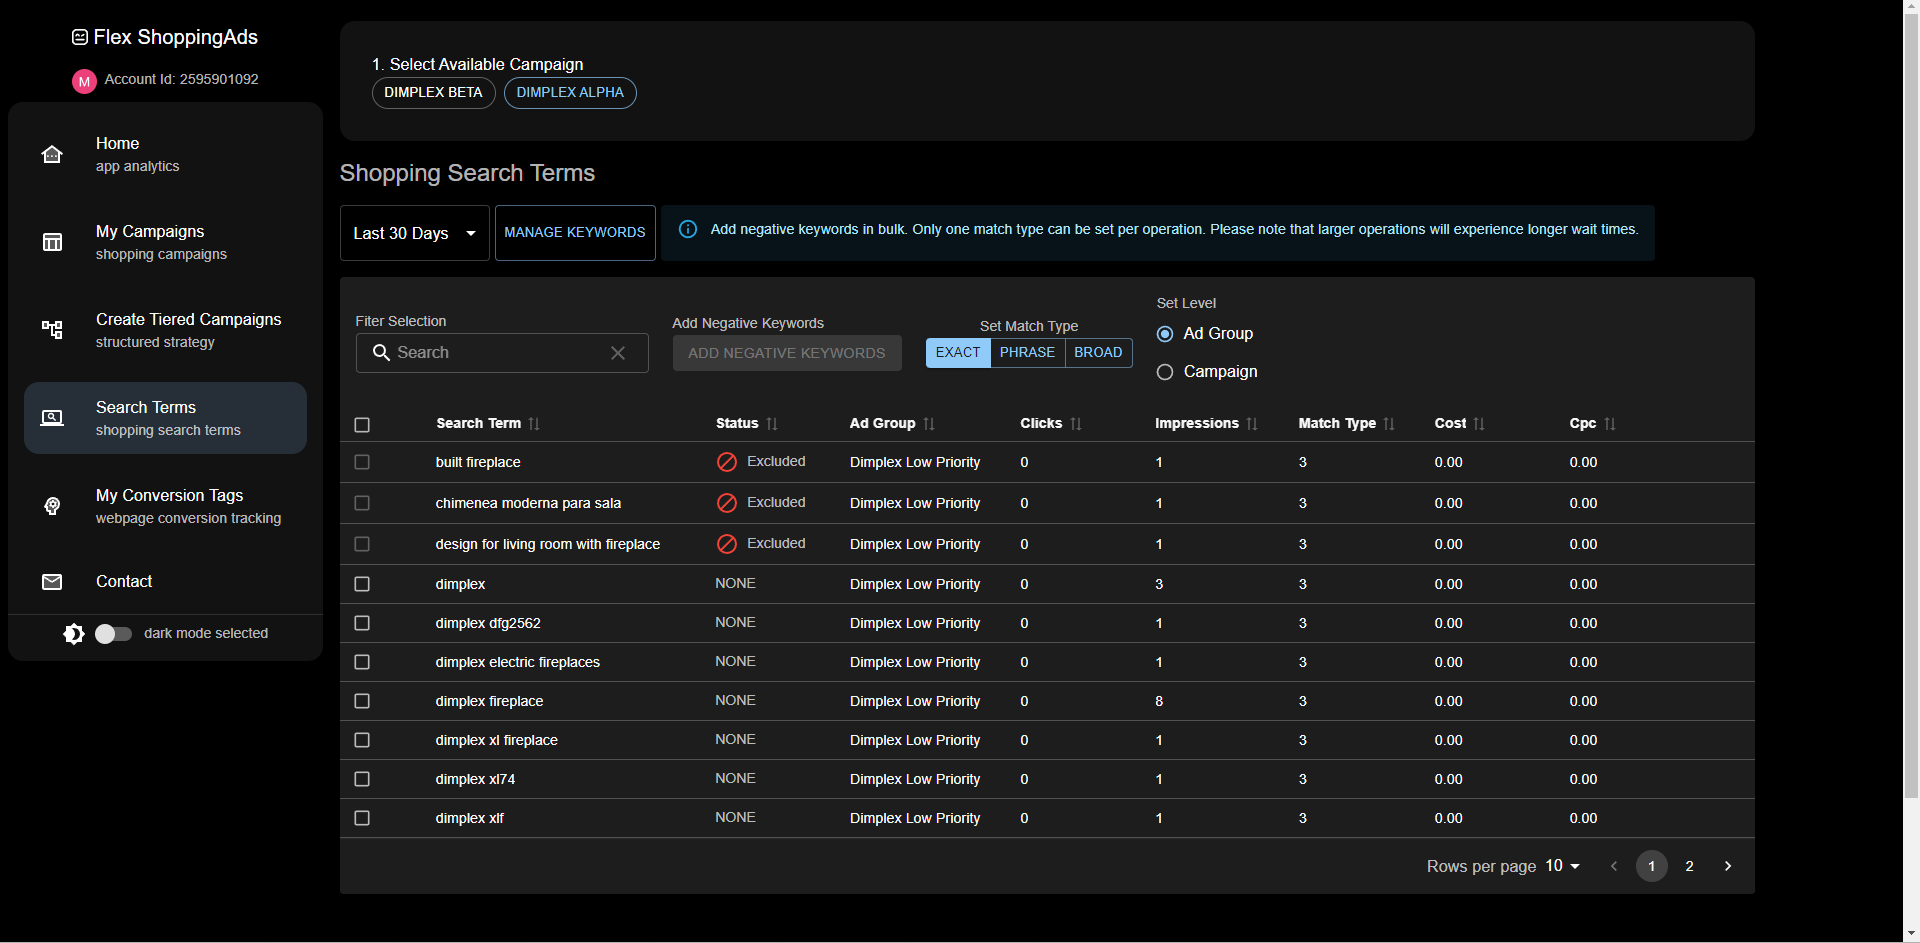 Flex ShoppingAds
M Account Id: 2595901092
Home
app analytics
My Campaigns
shopping campaigns
Create Tiered Campaigns
structured strategy
Search Terms
shopping search terms
My Conversion Tags
webpage conversion tracking
Contact
dark mode selected
1. Select Available Campaign
DIMPLEX BETA DIMPLEX ALPHA
Shopping Search Terms
Last 30 Days MANAGE KEYWORDS Add negative keywords in bulk. Only one match type can be set per operation. Please note that larger operations will experience longer wait times.
Fiter Selection
Search
Add Negative Keywords
ADD NEGATIVE KEYWORDS
Set Match Type
EXACT PHRASE BROAD
Set Level
Ad Group
Campaign
Search Term Status Ad Group Clicks Impressions Match Type Cost Cpc
built fireplace Excluded Dimplex Low Priority 0 1 3 0.00 0.00
chimenea moderna para sala Excluded Dimplex Low Priority 0 1 3 0.00 0.00
design for living room with fireplace Excluded Dimplex Low Priority 0 1 3 0.00 0.00
dimplex NONE Dimplex Low Priority 0 3 3 0.00 0.00
dimplex dfg2562 NONE Dimplex Low Priority 0 1 3 0.00 0.00
dimplex electric fireplaces NONE Dimplex Low Priority 0 1 3 0.00 0.00
dimplex fireplace NONE Dimplex Low Priority 0 8 3 0.00 0.00
dimplex xl fireplace NONE Dimplex Low Priority 0 1 3 0.00 0.00
dimplex xl74 NONE Dimplex Low Priority 0 1 3 0.00 0.00
dimplex xlf NONE Dimplex Low Priority 0 1 3 0.00 0.00
Rows per page 10 1 2